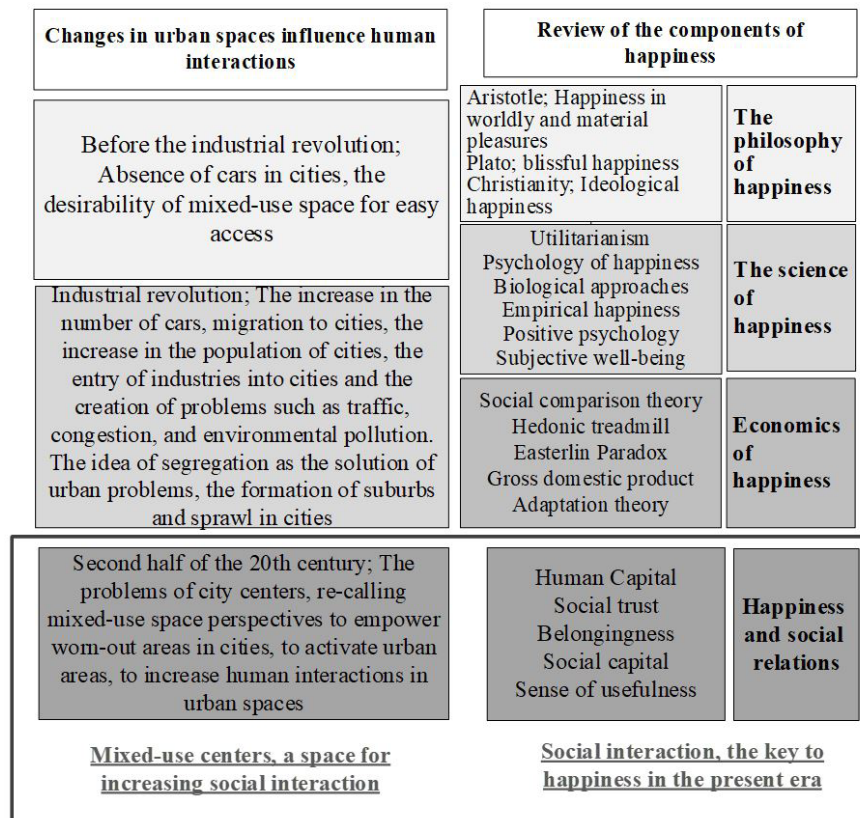 Changes in urban spaces influence human
interactions
Review of the components of
happiness
Before the industrial revolution;
Absence of cars in cities, the
desirability of mixed-use space for easy
access
Aristotle; Happiness in
worldly and material
pleasures
Plato; blissful happiness
Christianity; Ideological
happiness
The
philosophy
of
happiness
Industrial revolution; The increase in the
number of cars, migration to cities, the
increase in the population of cities, the
entry of industries into cities and the
creation of problems such as traffic,
congestion, and environmental pollution.
The idea of segregation as the solution of
urban problems, the formation of suburbs
and sprawl in cities
Utilitarianism
Psychology of happiness
Biological approaches
Empirical happiness
Positive psychology
Subjective well-being
The science
of
happiness
Social comparison theory
Hedonic treadmill
Easterlin Paradox
Gross domestic product
Adaptation theory
Economics
of
happiness
Second half of the 20th century; The
problems of city centers, re-calling
mixed-use space perspectives to empower
worn-out areas in cities, to activate urban
areas, to increase human interactions in
urban spaces
Human Capital
Social trust
Belongingness
Social capital
Sense of usefulness
Happiness
and social
relations
Mixed-use centers, a space for
increasing social interaction
Social interaction, the key to
happiness in the present era